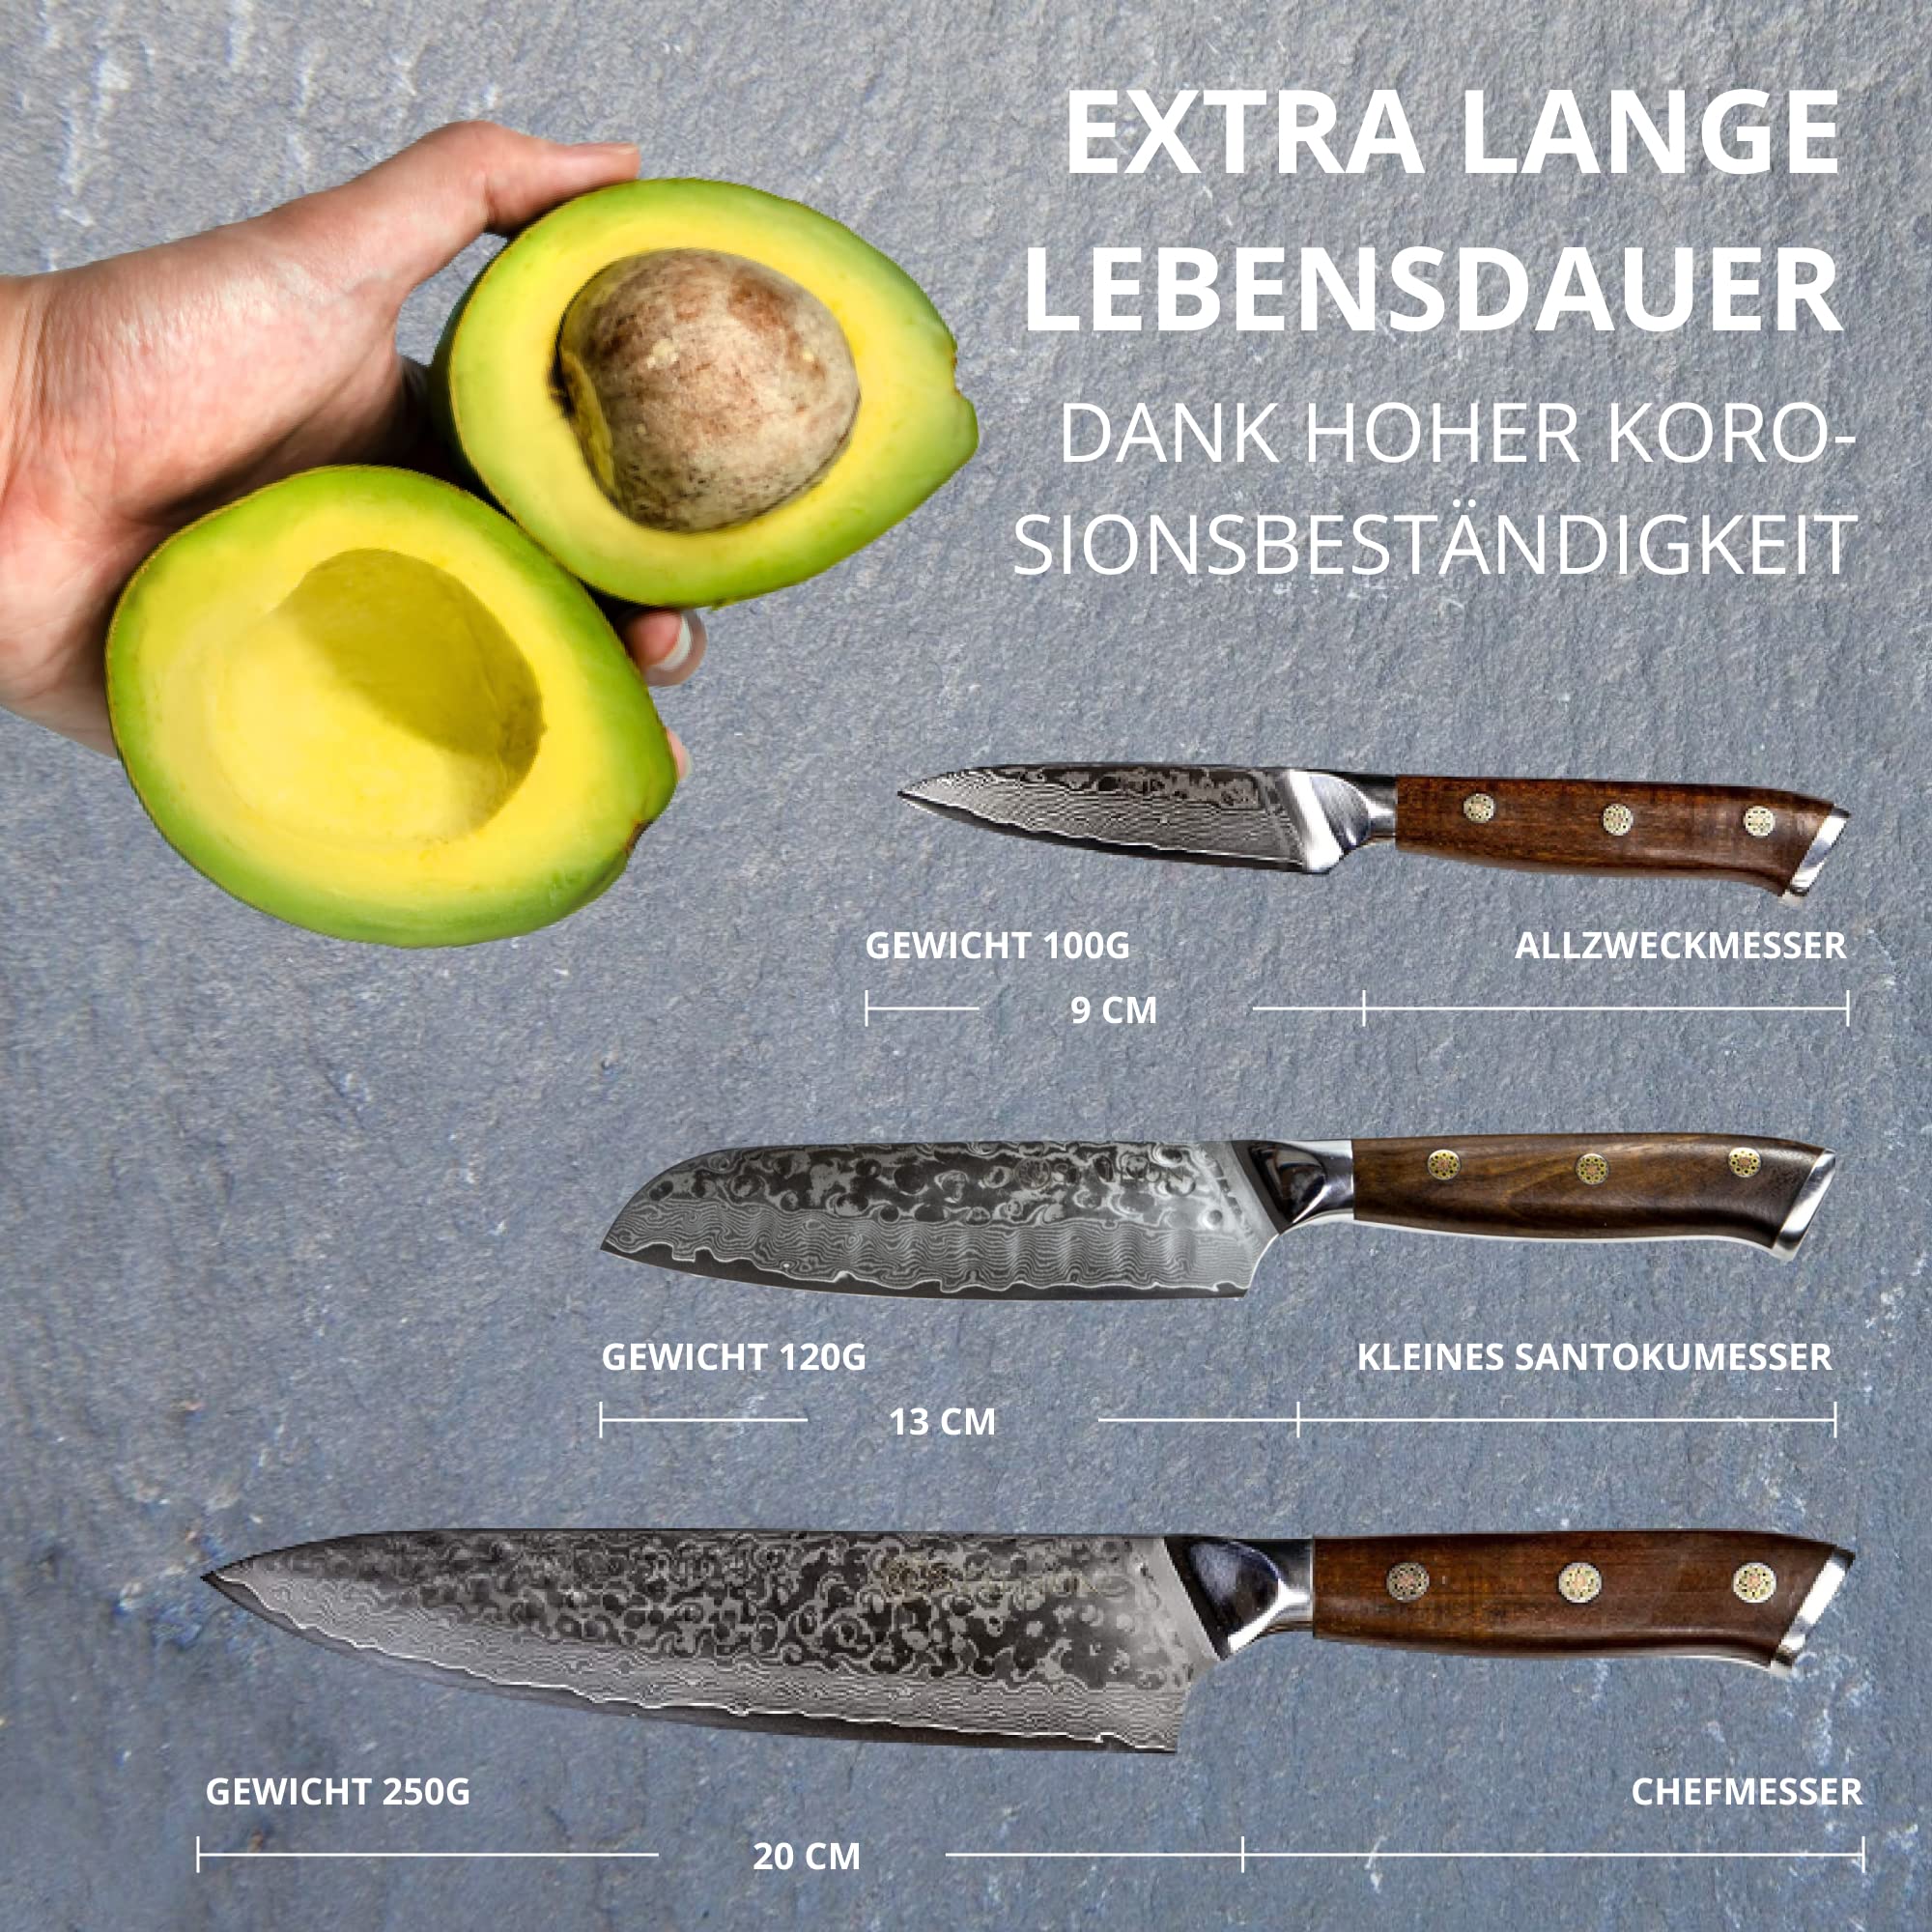 EXTRA LANGE
LEBENSDAUER
DANK HOHER KORO-
SIONSBESTÄNDIGKEIT
GEWICHT 100G ALLZWECKMESSER
9 CM
GEWICHT 120G KLEINES SANTOKUMESSER
13 CM
GEWICHT 250G CHEFMESSER
20 CM